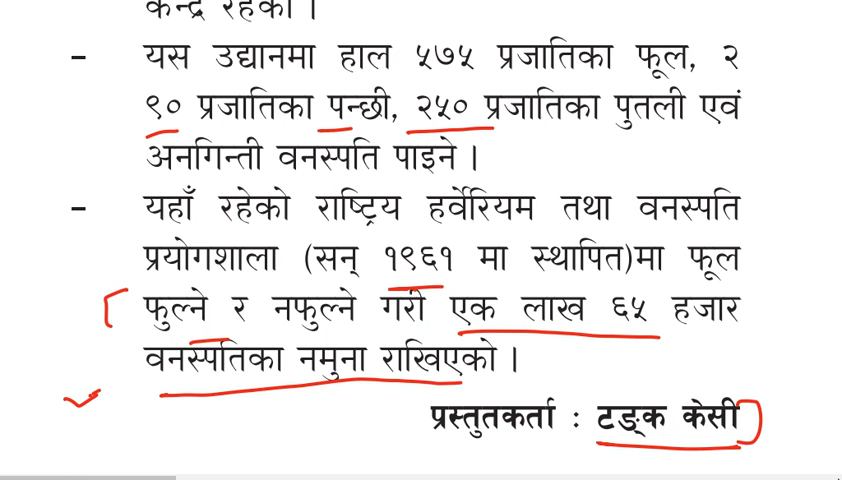 केन्द्र रहेको ।
- यस उद्यानमा हाल ५७५ प्रजातिका फूल, २
९० प्रजातिका पन्छी, २५० प्रजातिका पुतली एवं
अनगिन्ती वनस्पति पाइने ।
- यहाँ रहेको राष्ट्रिय हर्वेरियम तथा वनस्पति
प्रयोगशाला (सन् १९६१ मा स्थापित)मा फूल
फुल्ने र नफुल्ने गरी एक लाख ६५ हजार
वनस्पतिका नमुना राखिएको ।
प्रस्तुतकर्ता : टङ्क केसी